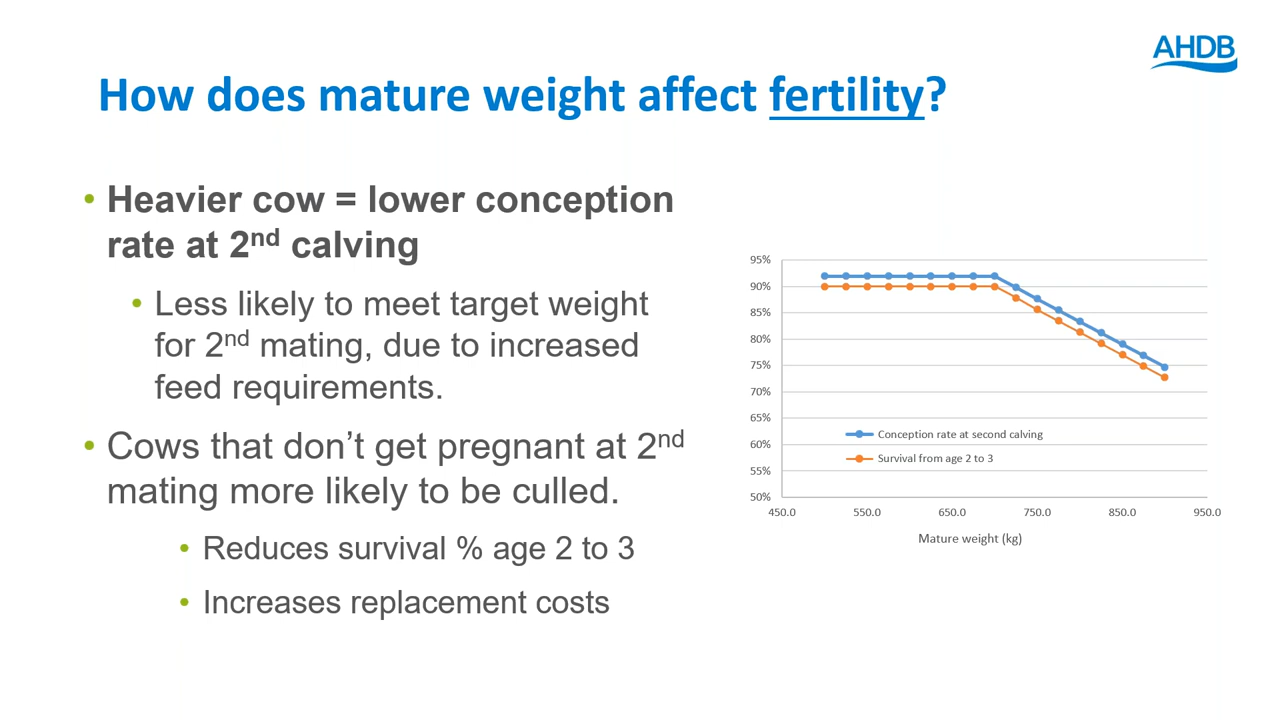 AHDB
How does mature weight affect fertility?
• Heavier cow = lower conception
rate at 2nd calving
• Less likely to meet target weight
for 2nd mating, due to increased
feed requirements.
• Cows that don’t get pregnant at 2nd
mating more likely to be culled.
• Reduces survival % age 2 to 3
• Increases replacement costs
95%
90%
85%
80%
75%
70%
65%
60%
55%
50%
Conception rate at second calving
Survival from age 2 to 3
450.0 550.0 650.0 750.0 850.0 950.0
Mature weight (kg)